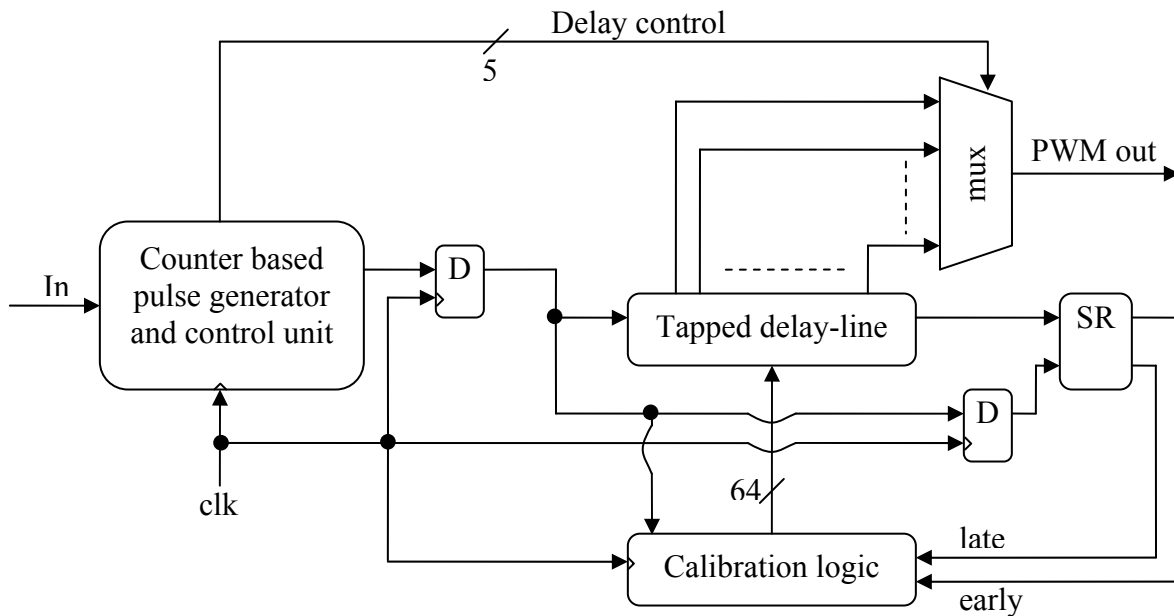 Delay control
5
mux
PWM out
In
Counter based
pulse generator
and control unit
D
Tapped delay-line
SR
D
clk
64
Calibration logic
late
early